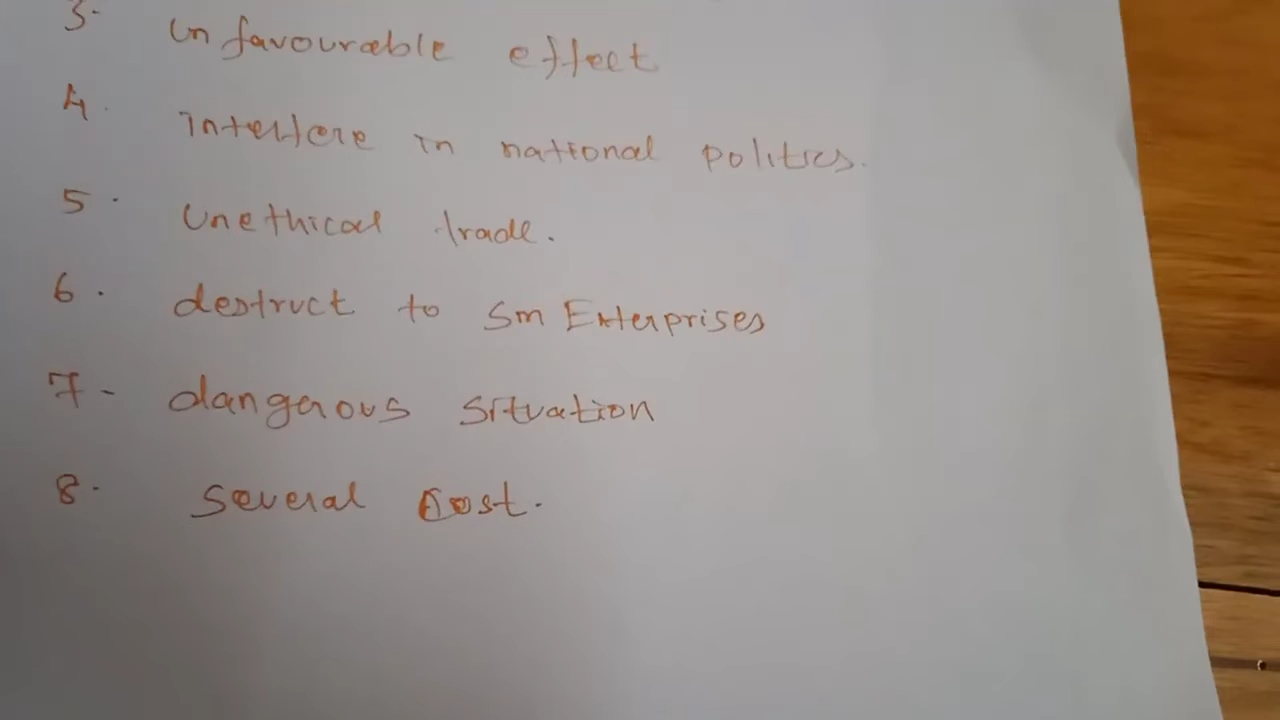 3. Unfavourable effect
4. interfere in national politics.
5. Unethical trade.
6. destruct to Sm Enterprises
7- dangerous situation
8. Several Cost.